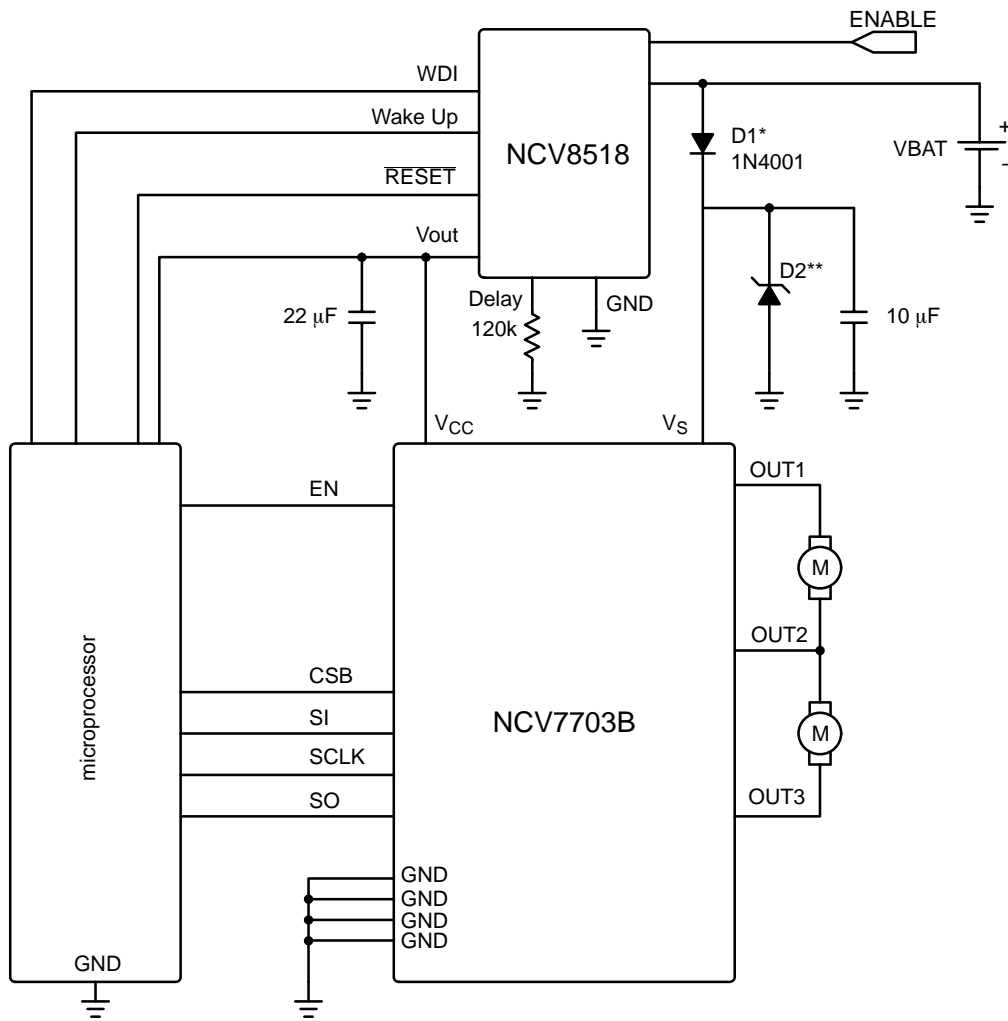 ENABLE
WDI
Wake Up
NCV8518
D1*
1N4001
VBAT
+
−
RESET
Vout
D2**
Delay
120k
GND
22 μF
10 μF
VCC
VS
OUT1
EN
M
OUT2
microprocessor
CSB
SI
SCLK
SO
NCV7703B
M
OUT3
GND
GND
GND
GND
GND